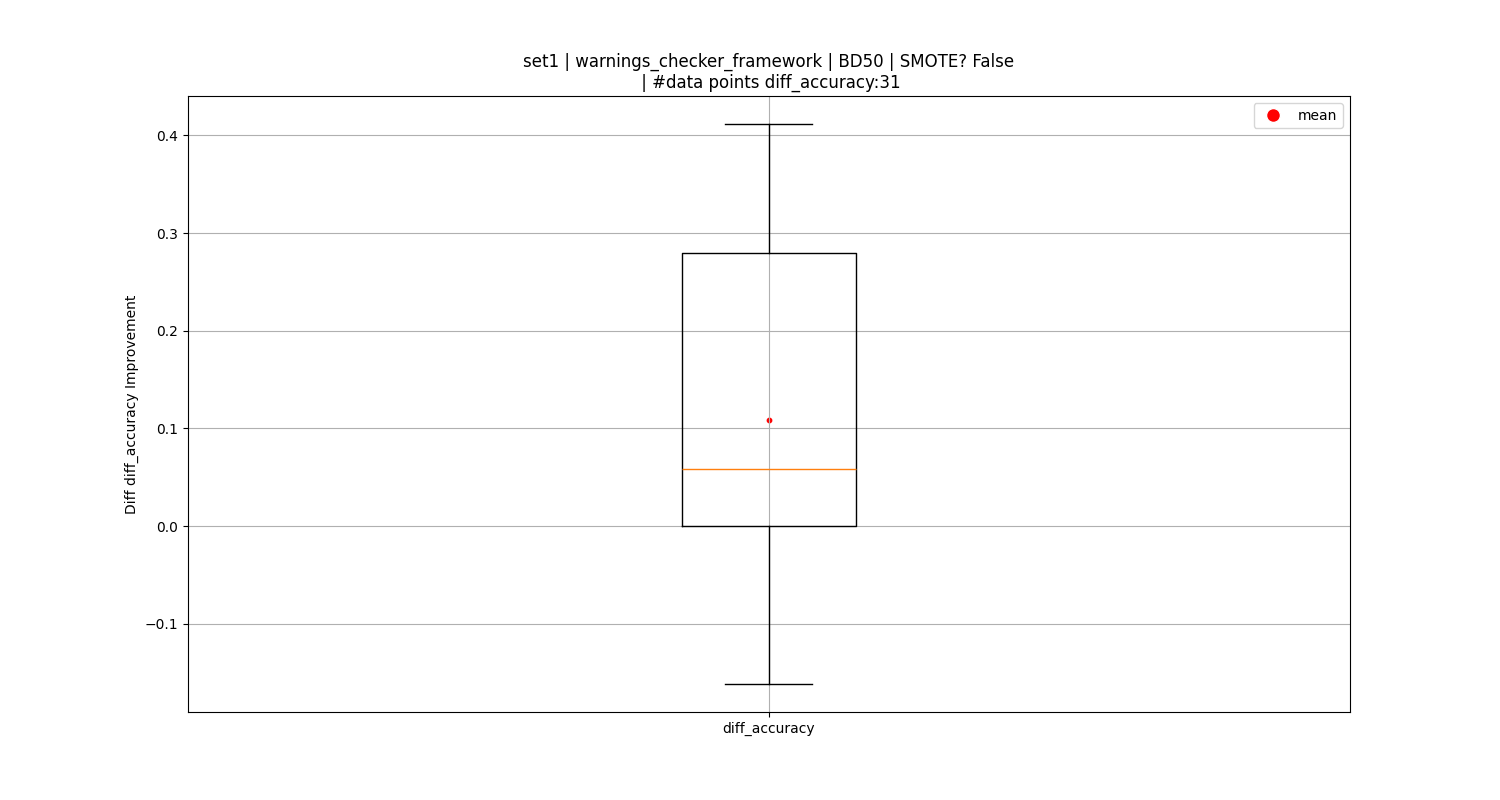 set1 | warnings_checker_framework | BD50 | SMOTE? False
| #data points diff_accuracy:31
mean
0.4
0.3
0.2
0.1
0.0
−0.1
Diff diff_accuracy Improvement
diff_accuracy